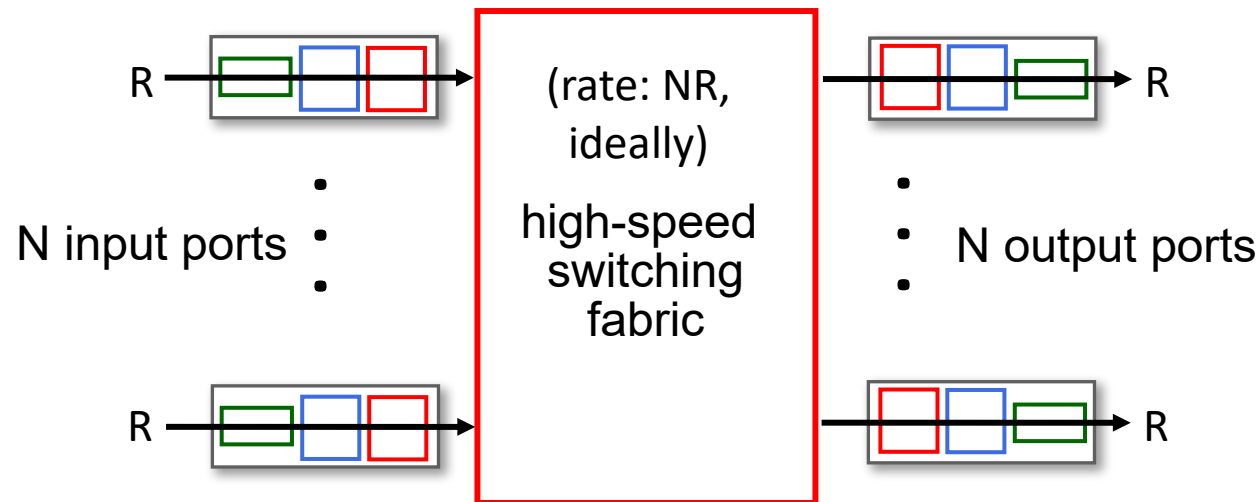 R
(rate: NR,
ideally)
R
N input ports
high-speed
switching
fabric
N output ports
R
R